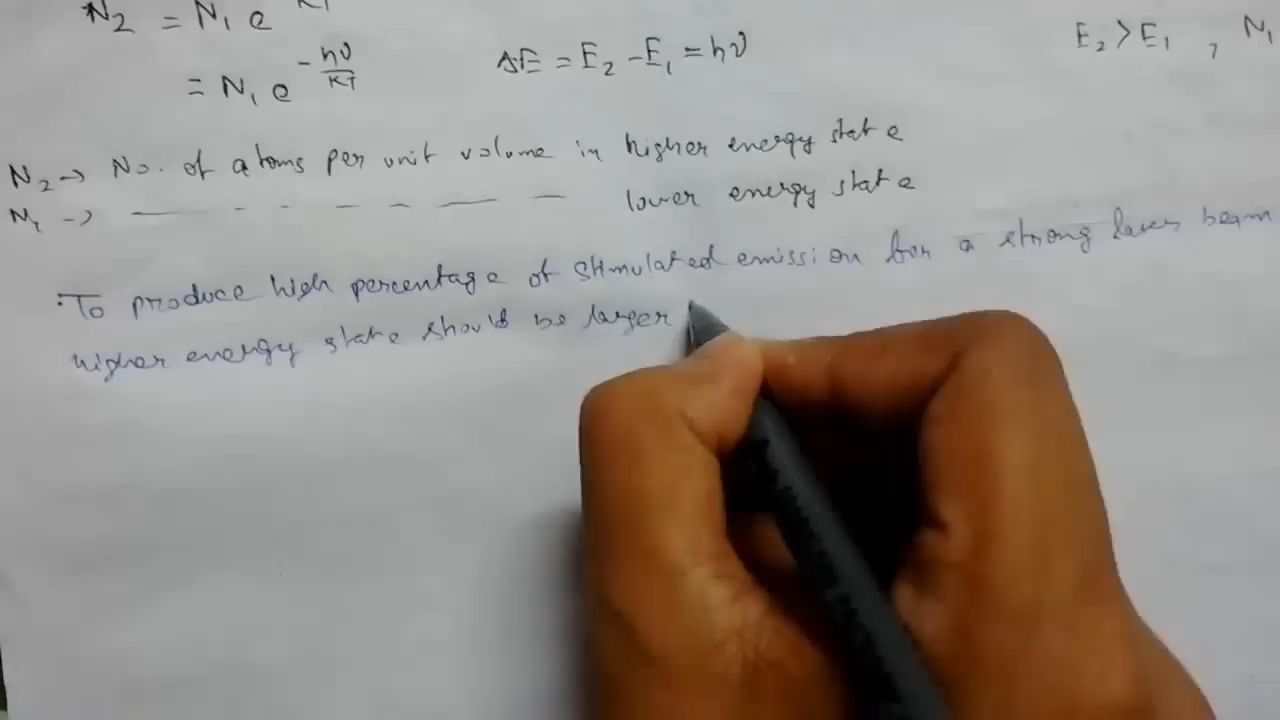 N₂ = N₁ e
= N₁ e^(-hν/KT) ΔE = E₂ - E₁ = hν E₂ > E₁ , N₁
N₂ → No. of atoms per unit volume in higher energy state
N₁ → — - - - - — — lower energy state
To produce high percentage of stimulated emission for a strong laser beam
higher energy state should be larger